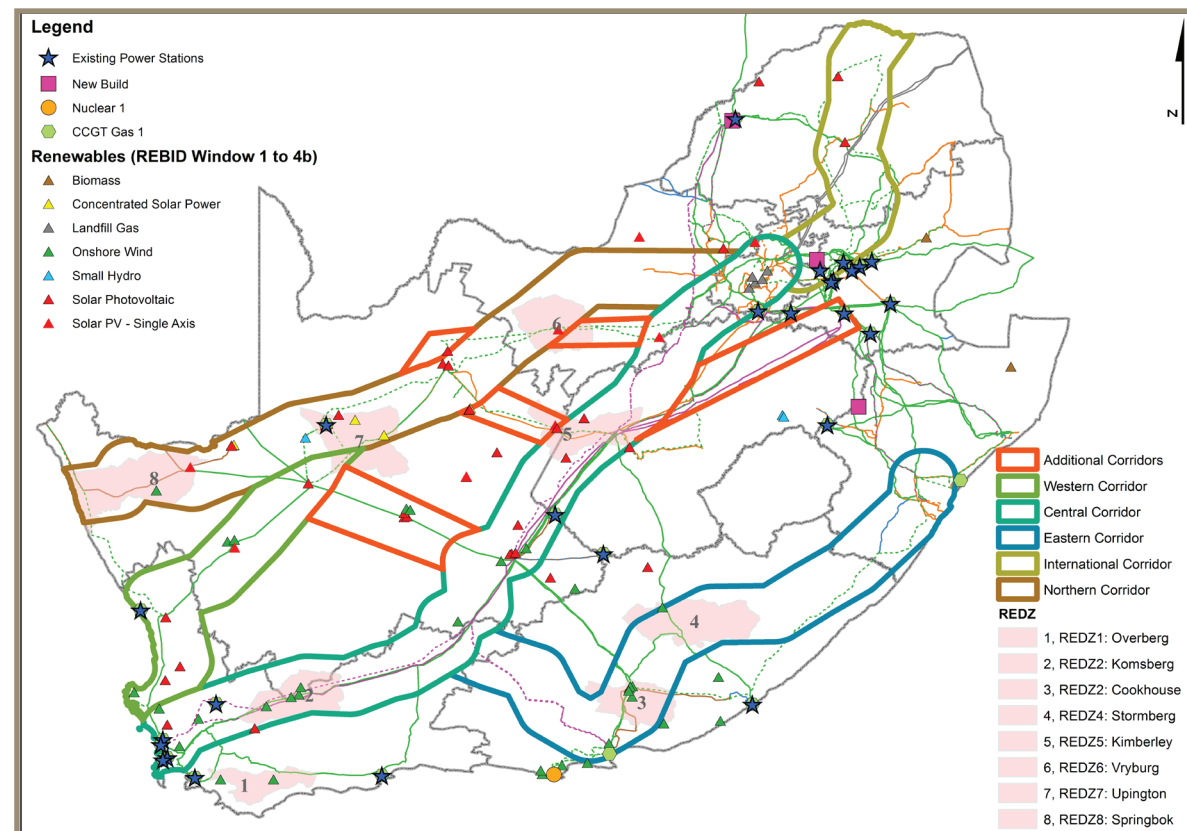 Legend
Existing Power Stations
New Build
Nuclear 1
CCGT Gas 1
Renewables (REBID Window 1 to 4b)
Biomass
Concentrated Solar Power
Landfill Gas
Onshore Wind
Small Hydro
Solar Photovoltaic
Solar PV - Single Axis
N
6
5
7
8
4
2
3
1
Additional Corridors
Western Corridor
Central Corridor
Eastern Corridor
International Corridor
Northern Corridor
REDZ
1, REDZ1: Overberg
2, REDZ2: Komsberg
3, REDZ2: Cookhouse
4, REDZ4: Stormberg
5, REDZ5: Kimberley
6, REDZ6: Vryburg
7, REDZ7: Upington
8, REDZ8: Springbok